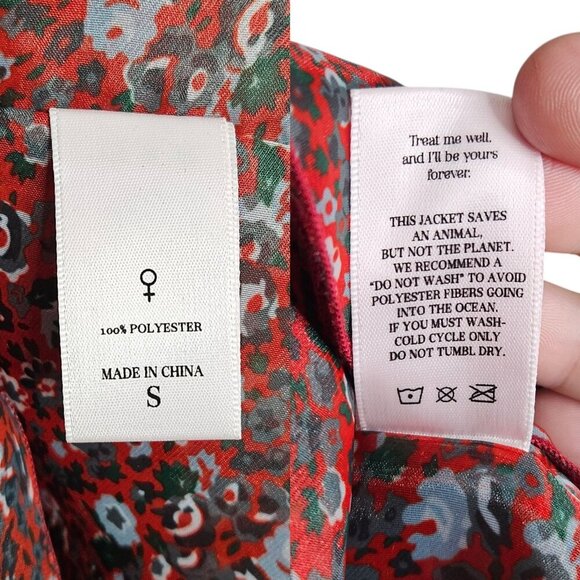 100% POLYESTER
MADE IN CHINA
S
Treat me well.
and I'll be yours
forever.
THIS JACKET SAVES
AN ANIMAL,
BUT NOT THE PLANET.
WE RECOMMEND A
"DO NOT WASH" TO AVOID
POLYESTER FIBERS GOING
INTO THE OCEAN.
IF YOU MUST WASH-
COLD CYCLE ONLY
DO NOT TUMBL DRY.